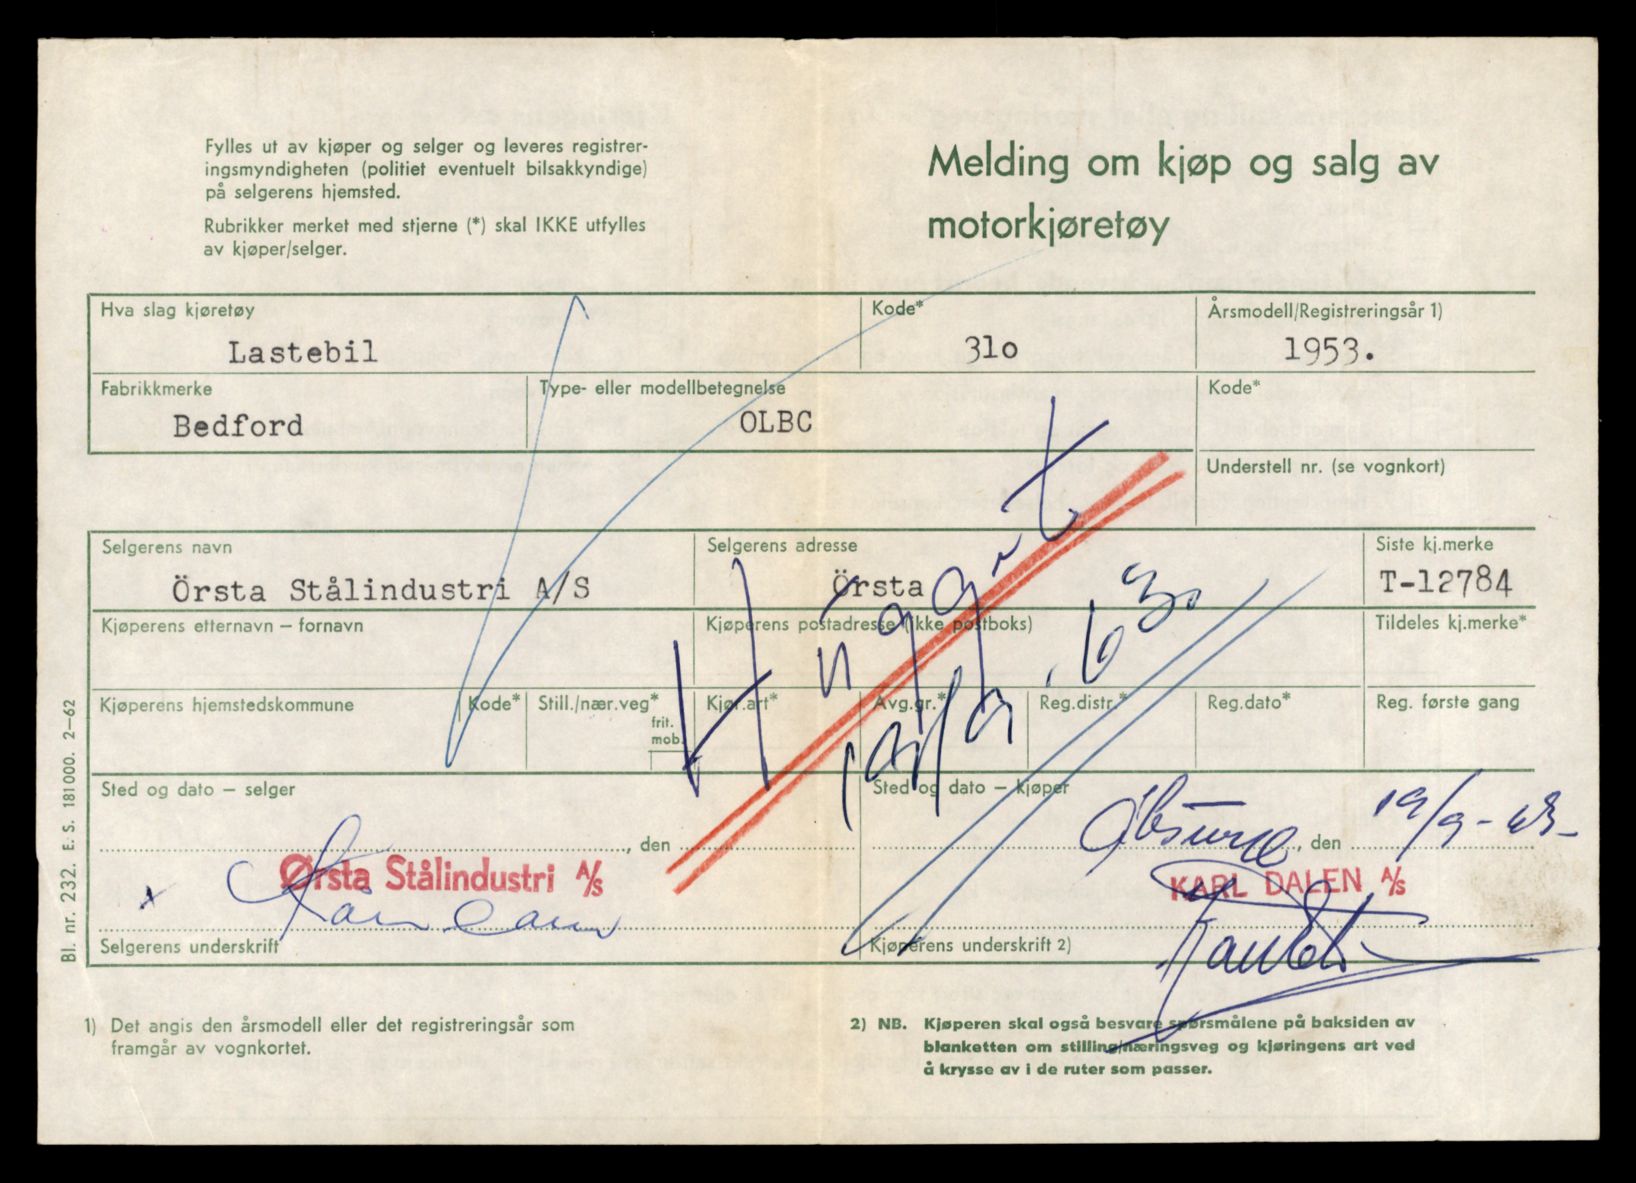 Fylles ut av kjøper og selger og leveres registrer-
ingsmyndigheten (politiet eventuelt bilsakkyndige)
på selgerens hjemsted.
Rubrikker merket med stjerne (*) skal IKKE utfylles
av kjøper/selger.
Melding om kjøp og salg av
motorkjøretøy
Hva slag kjøretøy
Kode*
Årsmodell/Registreringsår 1)
Lastebil
31o
1953.
Fabrikkmerke
Type- eller modellbetegnelse
Kode*
Bedford
OLBC
Understell nr. (se vognkort)
Selgerens navn
Selgerens adresse
Siste kj.merke
Örsta Stålindustri A/S
Örsta
T-12784
Kjøperens etternavn – fornavn
Kjøperens postadresse (ikke postboks)
Tildeles kj.merke*
Kjøperens hjemstedskommune
Kode*
Still./nær.veg*
frit.
mob.
Kjør.art*
Avg.gr.*
Reg.distr.*
Reg.dato*
Reg. første gang
Sted og dato – selger
Sted og dato – kjøper
, den
, den 19/9-63-
Ørsta Stålindustri A/S
KARL DALEN A/S
Selgerens underskrift
Kjøperens underskrift 2)
1) Det angis den årsmodell eller det registreringsår som
framgår av vognkortet.
2) NB. Kjøperen skal også besvare spørsmålene på baksiden av
blanketten om stilling/næringsveg og kjøringens art ved
å krysse av i de ruter som passer.
Bl. nr. 232. E. S. 181000. 2–62